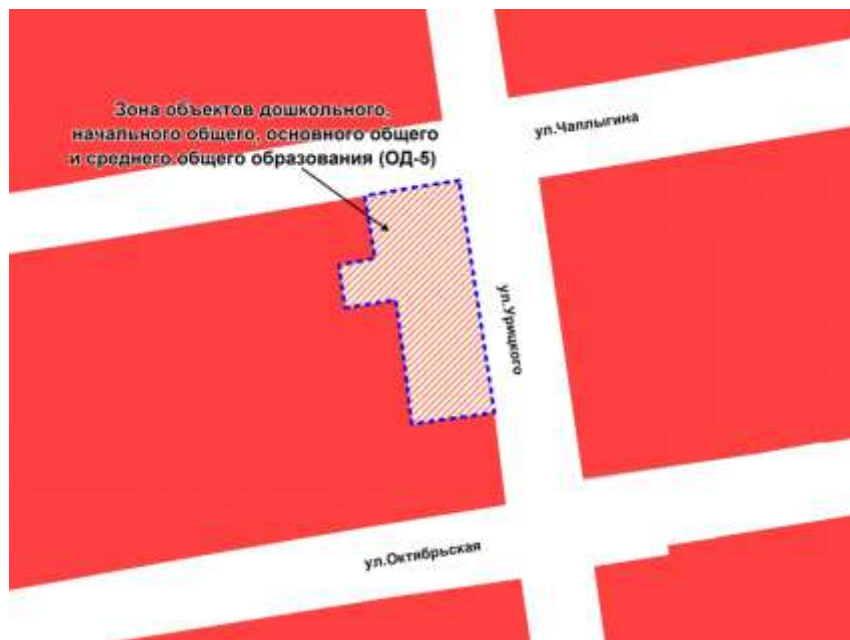 Зона объектов дошкольного,
начального общего, основного общего
и среднего общего образования (ОД-5)
ул.Чаплыгина
ул.Урицкого
ул.Октябрьская